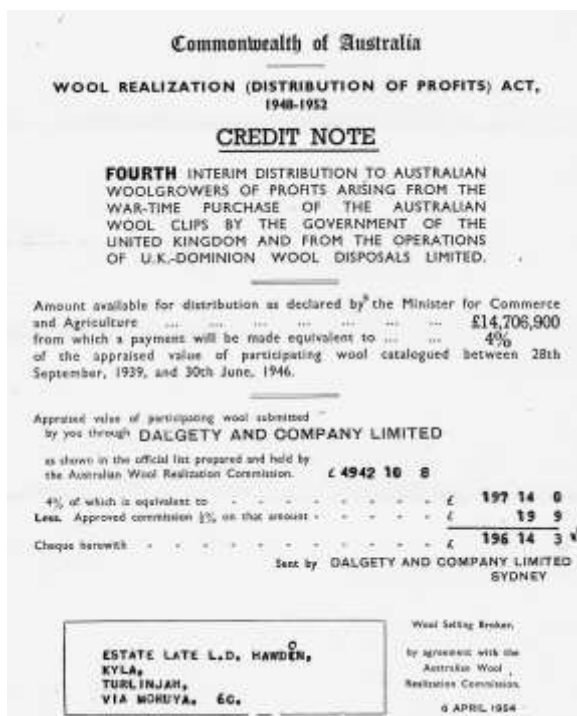 Commonwealth of Australia
WOOL REALIZATION (DISTRIBUTION OF PROFITS) ACT,
1948-1952
CREDIT NOTE
FOURTH INTERIM DISTRIBUTION TO AUSTRALIAN
WOOLGROWERS OF PROFITS ARISING FROM THE
WAR-TIME PURCHASE OF THE AUSTRALIAN
WOOL CLIPS BY THE GOVERNMENT OF THE
UNITED KINGDOM AND FROM THE OPERATIONS
OF U.K.-DOMINION WOOL DISPOSALS LIMITED.
Amount available for distribution as declared by the Minister for Commerce
and Agriculture ... ... ... ... ... ... ... £14,706,900
from which a payment will be made equivalent to ... ... 4%
of the appraised value of participating wool catalogued between 28th
September, 1939, and 30th June, 1946.
Appraised value of participating wool submitted
by you through DALGETY AND COMPANY LIMITED
as shown in the official list prepared and held by
the Australian Wool Realization Commission. £ 4942 10 8
4% of which is equivalent to - - - - - - - - £ 197 14 0
Less. Approved commission ½% on that amount - - - - - £ 19 9
Cheque herewith - - - - - - - - - - £ 196 14 3
Sent by DALGETY AND COMPANY LIMITED
SYDNEY
Wool Selling Broker,
by agreement with the
Australian Wool
Realization Commission.
6 APRIL 1954
ESTATE LATE L.D. HAWDON,
KYLA,
TURLINJAH,
VIA MORUYA. 6C.